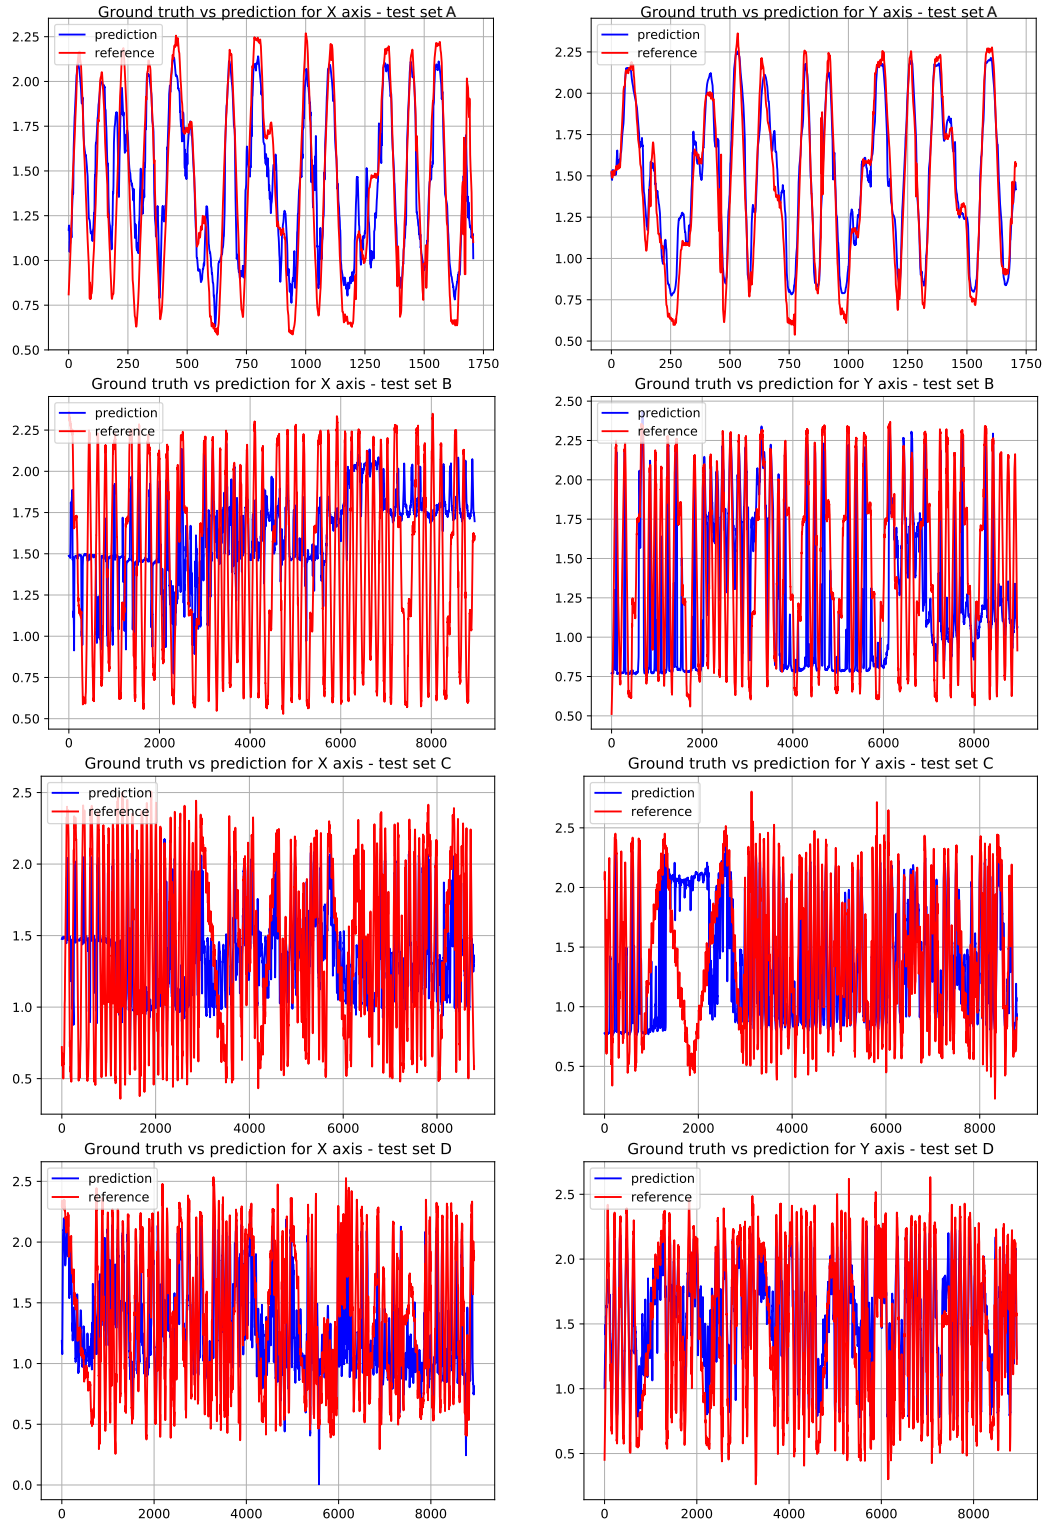 Ground truth vs prediction for X axis - test set A
prediction
reference
2.25
2.00
1.75
1.50
1.25
1.00
0.75
0.50
0 250 500 750 1000 1250 1500 1750
Ground truth vs prediction for Y axis - test set A
prediction
reference
2.25
2.00
1.75
1.50
1.25
1.00
0.75
0.50
0 250 500 750 1000 1250 1500 1750
Ground truth vs prediction for X axis - test set B
prediction
reference
2.25
2.00
1.75
1.50
1.25
1.00
0.75
0.50
0 2000 4000 6000 8000
Ground truth vs prediction for Y axis - test set B
prediction
reference
2.50
2.25
2.00
1.75
1.50
1.25
1.00
0.75
0.50
0 2000 4000 6000 8000
Ground truth vs prediction for X axis - test set C
prediction
reference
2.5
2.0
1.5
1.0
0.5
0 2000 4000 6000 8000
Ground truth vs prediction for Y axis - test set C
prediction
reference
2.5
2.0
1.5
1.0
0.5
0 2000 4000 6000 8000
Ground truth vs prediction for X axis - test set D
prediction
reference
2.5
2.0
1.5
1.0
0.5
0.0
0 2000 4000 6000 8000
Ground truth vs prediction for Y axis - test set D
prediction
reference
2.5
2.0
1.5
1.0
0.5
0 2000 4000 6000 8000